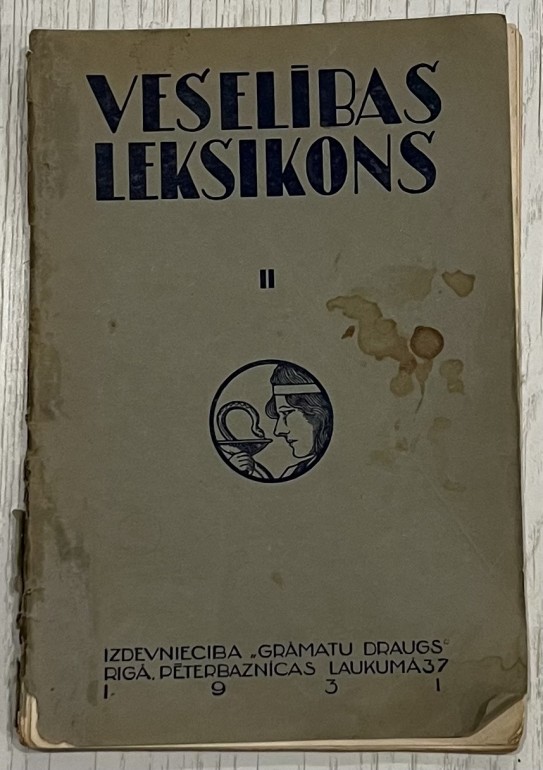 VESELĪBAS
LEKSIKONS
II
IZDEVNIECIBA „GRĀMATU DRAUGS“
RIGĀ, PĒTERBAZNĪCAS LAUKUMĀ 37
1 9 3 1